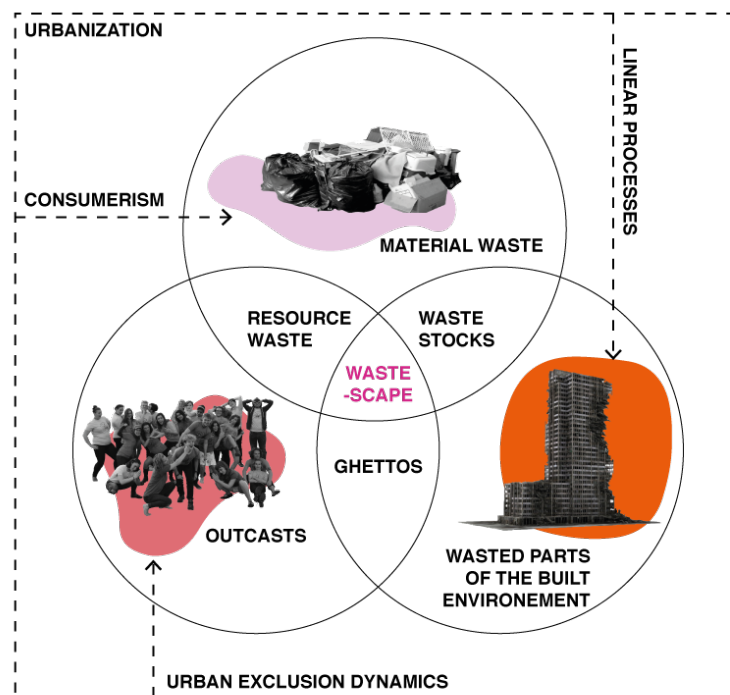 URBANIZATION
LINEAR PROCESSES
CONSUMERISM
MATERIAL WASTE
RESOURCE
WASTE
WASTE
STOCKS
WASTE
-SCAPE
GHETTOS
OUTCASTS
WASTED PARTS
OF THE BUILT
ENVIRONEMENT
URBAN EXCLUSION DYNAMICS